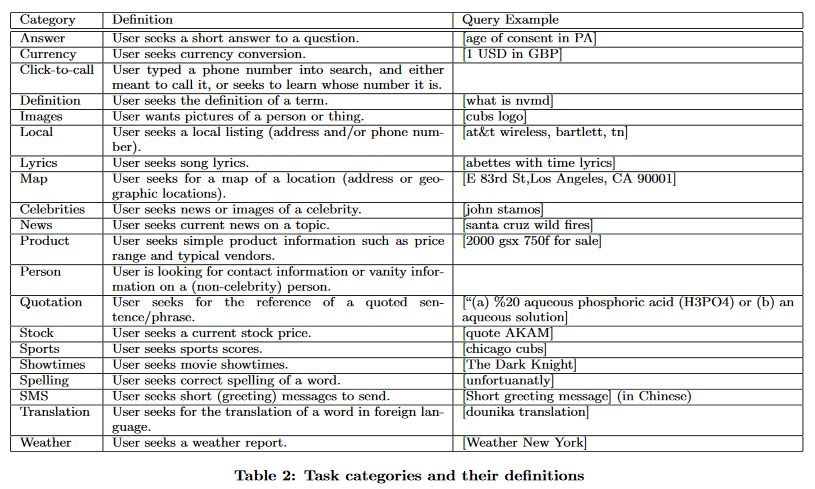 Category Definition Query Example
Answer User seeks a short answer to a question. [age of consent in PA]
Currency User seeks currency conversion. [1 USD in GBP]
Click-to-call User typed a phone number into search, and either
meant to call it, or seeks to learn whose number it is.
Definition User seeks the definition of a term. [what is nvmd]
Images User wants pictures of a person or thing. [cubs logo]
Local User seeks a local listing (address and/or phone num-
ber). [at&t wireless, bartlett, tn]
Lyrics User seeks song lyrics. [abettes with time lyrics]
Map User seeks for a map of a location (address or geo-
graphic locations). [E 83rd St,Los Angeles, CA 90001]
Celebrities User seeks news or images of a celebrity. [john stamos]
News User seeks current news on a topic. [santa cruz wild fires]
Product User seeks simple product information such as price
range and typical vendors. [2000 gsx 750f for sale]
Person User is looking for contact information or vanity infor-
mation on a (non-celebrity) person.
Quotation User seeks for the reference of a quoted sen-
tence/phrase. [“(a) %20 aqueous phosphoric acid (H3PO4) or (b) an
aqueous solution]
Stock User seeks a current stock price. [quote AKAM]
Sports User seeks sports scores. [chicago cubs]
Showtimes User seeks movie showtimes. [The Dark Knight]
Spelling User seeks correct spelling of a word. [unfortuanatly]
SMS User seeks short (greeting) messages to send. [Short greeting message] (in Chinese)
Translation User seeks for the translation of a word in foreign lan-
guage. [dounika translation]
Weather User seeks a weather report. [Weather New York]
Table 2: Task categories and their definitions